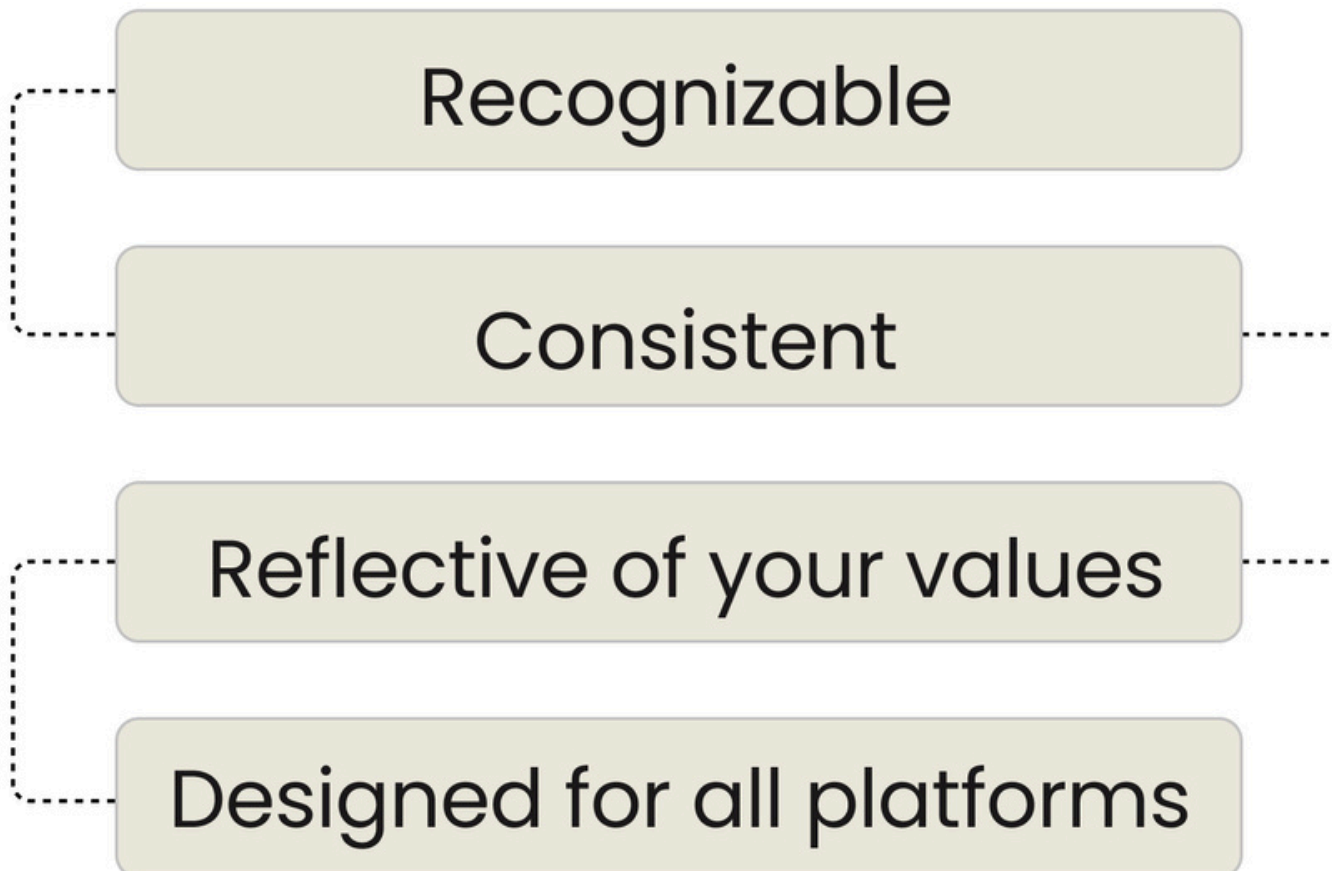 Recognizable
Consistent
Reflective of your values
Designed for all platforms